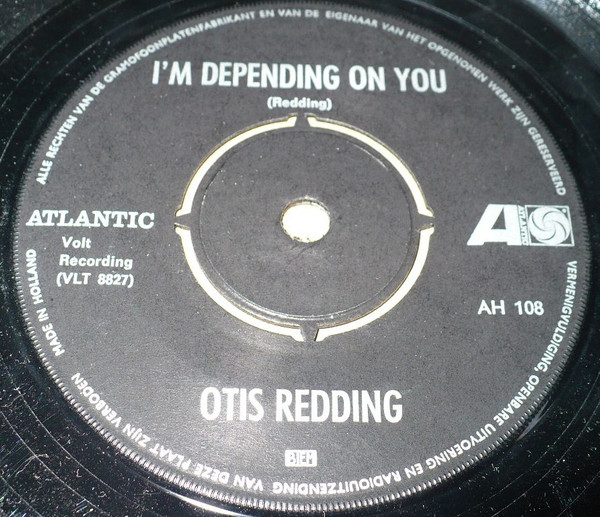 ALLE RECHTEN VAN DE GRAMOFOONPLATENFABRIKANT EN VAN DE EIGENAAR VAN HET OPGENOMEN WERK ZIJN GERESERVEERD
I'M DEPENDING ON YOU
(Redding)
ATLANTIC
Volt
Recording
(VLT 8827)
A
ATLANTIC
AH 108
OTIS REDDING
BIEM
VERMENIGVULDIGING, OPENBARE UITVOERING EN RADIOUITZENDING VAN DEZE PLAAT ZIJN VERBODEN
MADE IN HOLLAND